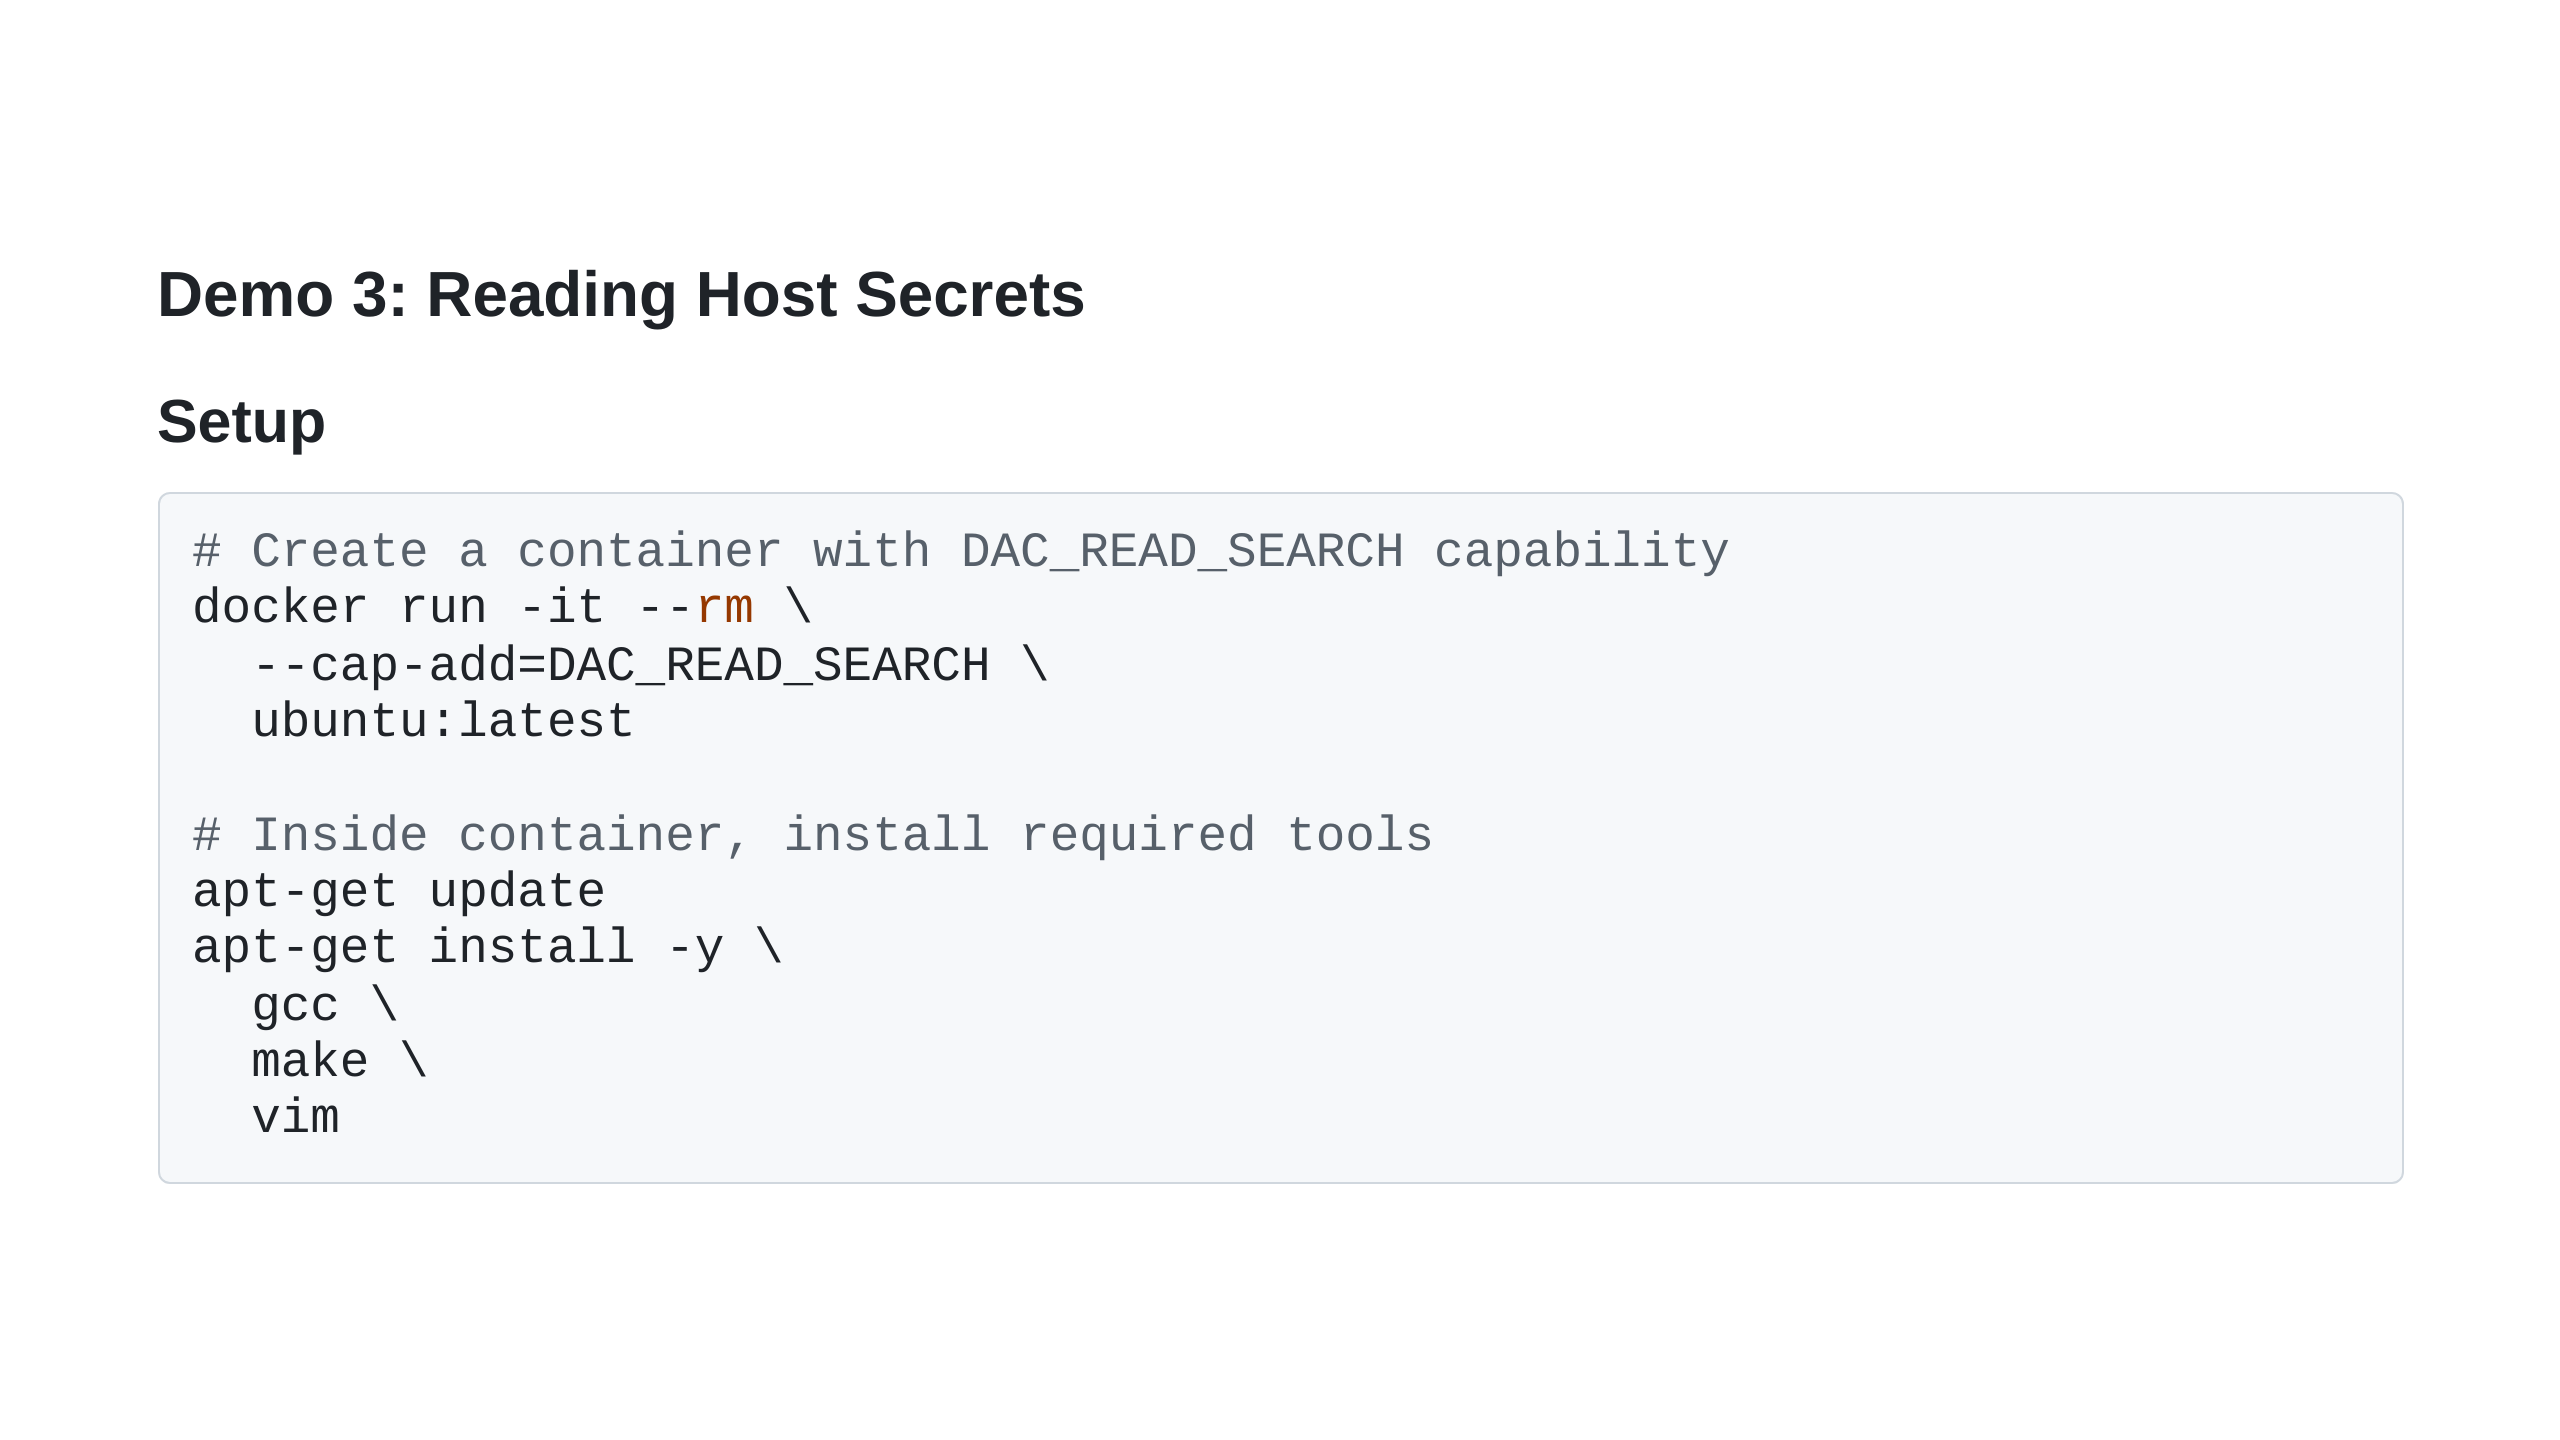 Demo 3: Reading Host Secrets
Setup
# Create a container with DAC_READ_SEARCH capability
docker run -it --rm \
  --cap-add=DAC_READ_SEARCH \
  ubuntu:latest

# Inside container, install required tools
apt-get update
apt-get install -y \
  gcc \
  make \
  vim